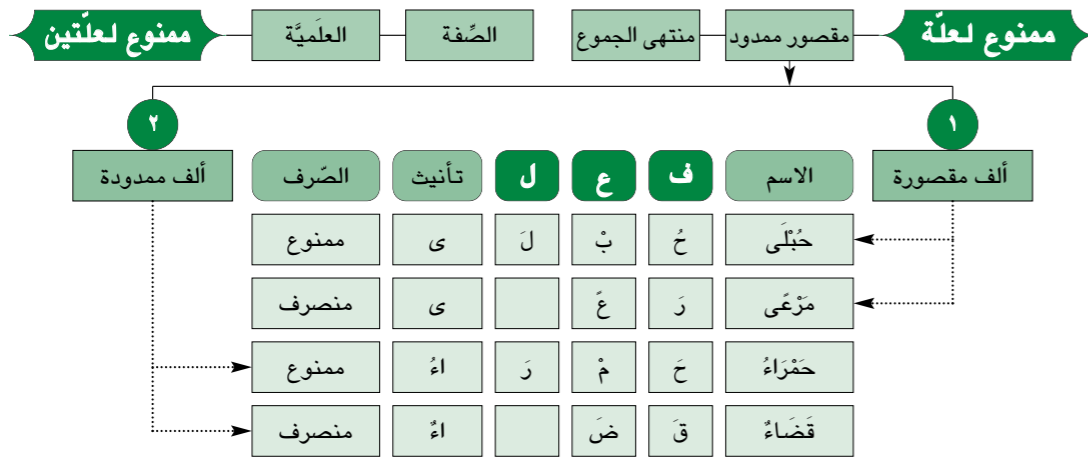 ممنوع لعلّة مقصور ممدود منتهى الجموع الصِّفة العلَميَّة ممنوع لعلّتين
١ ٢
ألف مقصورة الاسم ف ع ل تأنيث الصّرف ألف ممدودة
حُبْلَى حُ بْ لَ ى ممنوع
مَرْعًى رَ عً ى منصرف
حَمْرَاءُ حَ مْ رَ اءُ ممنوع
قَضَاءٌ قَ ضَ اءٌ منصرف